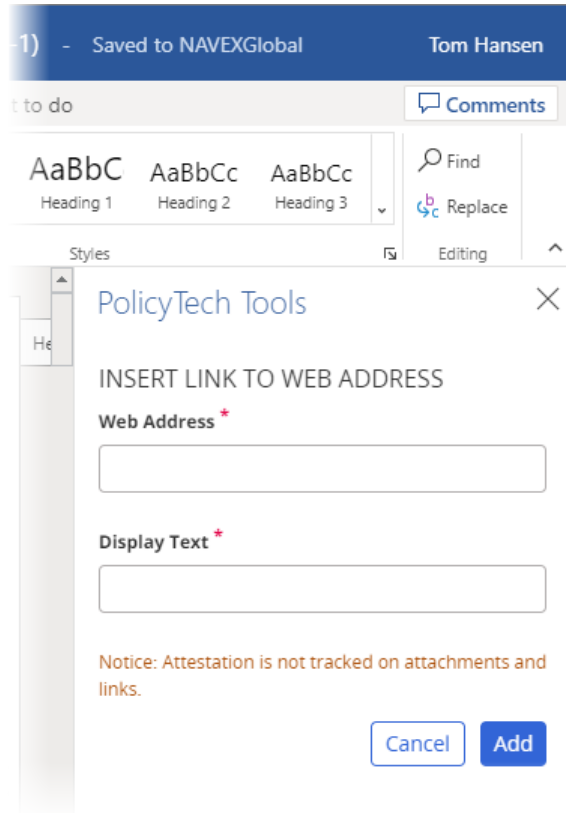 -1) - Saved to NAVEXGlobal Tom Hansen
t to do Comments
AaBbC AaBbCc AaBbCc Find
Heading 1 Heading 2 Heading 3 Replace
Styles Editing
PolicyTech Tools
He
INSERT LINK TO WEB ADDRESS
Web Address *
Display Text *
Notice: Attestation is not tracked on attachments and
links.
Cancel Add